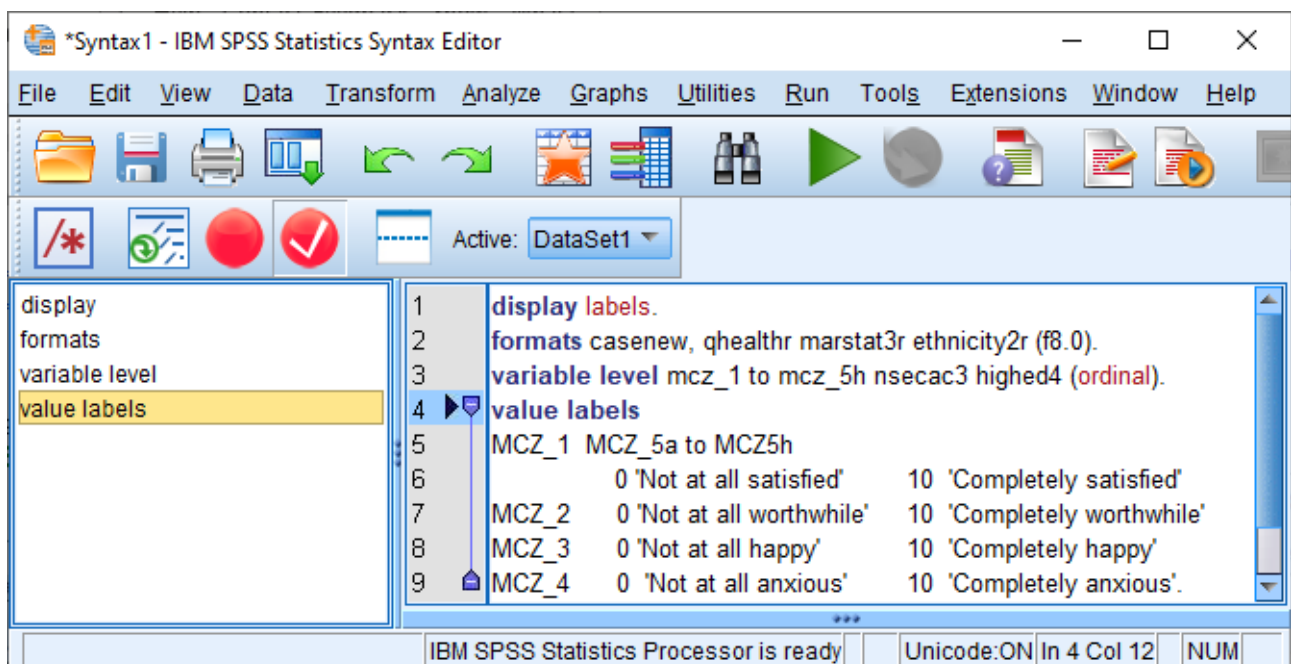 *Syntax1 - IBM SPSS Statistics Syntax Editor
File Edit View Data Transform Analyze Graphs Utilities Run Tools Extensions Window Help
Active: DataSet1
display
formats
variable level
value labels
1 display labels.
2 formats casenew, qhealthr marstat3r ethnicity2r (f8.0).
3 variable level mcz_1 to mcz_5h nsecac3 highed4 (ordinal).
4 value labels
5 MCZ_1 MCZ_5a to MCZ5h
6 0 'Not at all satisfied' 10 'Completely satisfied'
7 MCZ_2 0 'Not at all worthwhile' 10 'Completely worthwhile'
8 MCZ_3 0 'Not at all happy' 10 'Completely happy'
9 MCZ_4 0 'Not at all anxious' 10 'Completely anxious'.
IBM SPSS Statistics Processor is ready Unicode:ON In 4 Col 12 NUM